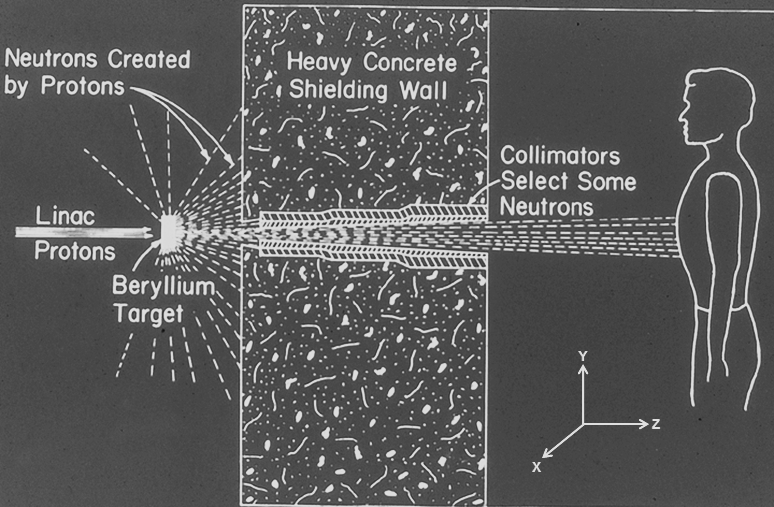 Neutrons Created
by Protons
Heavy Concrete
Shielding Wall
Collimators
Select Some
Neutrons
Linac
Protons
Beryllium
Target
Y
Z
X